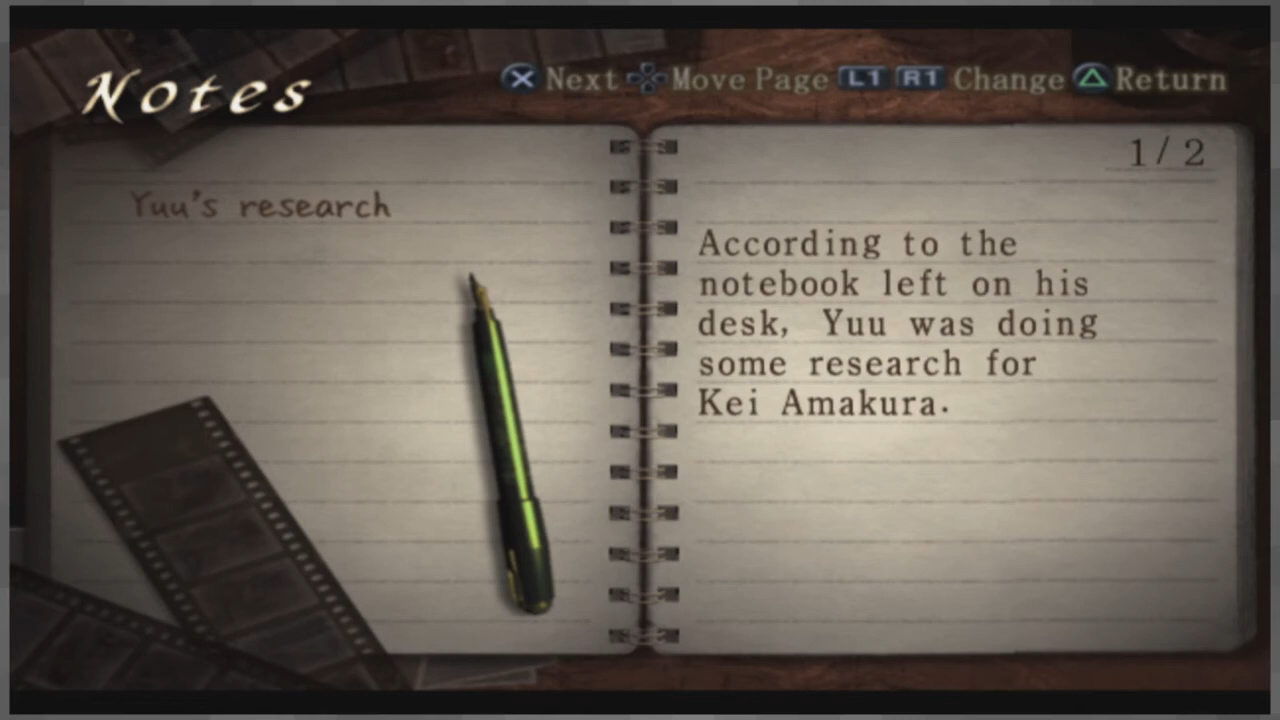 Notes
Next Move Page L1 R1 Change Return
1/2
Yuu's research
According to the
notebook left on his
desk, Yuu was doing
some research for
Kei Amakura.